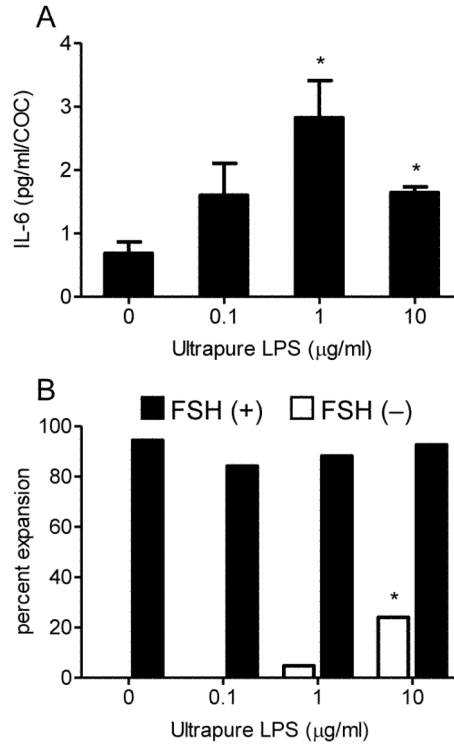 A
IL-6 (pg/ml/COC)
4
3
2
1
0
*
*
0 0.1 1 10
Ultrapure LPS (μg/ml)
B
FSH (+) FSH (–)
percent expansion
100
80
60
40
20
0
*
0 0.1 1 10
Ultrapure LPS (μg/ml)